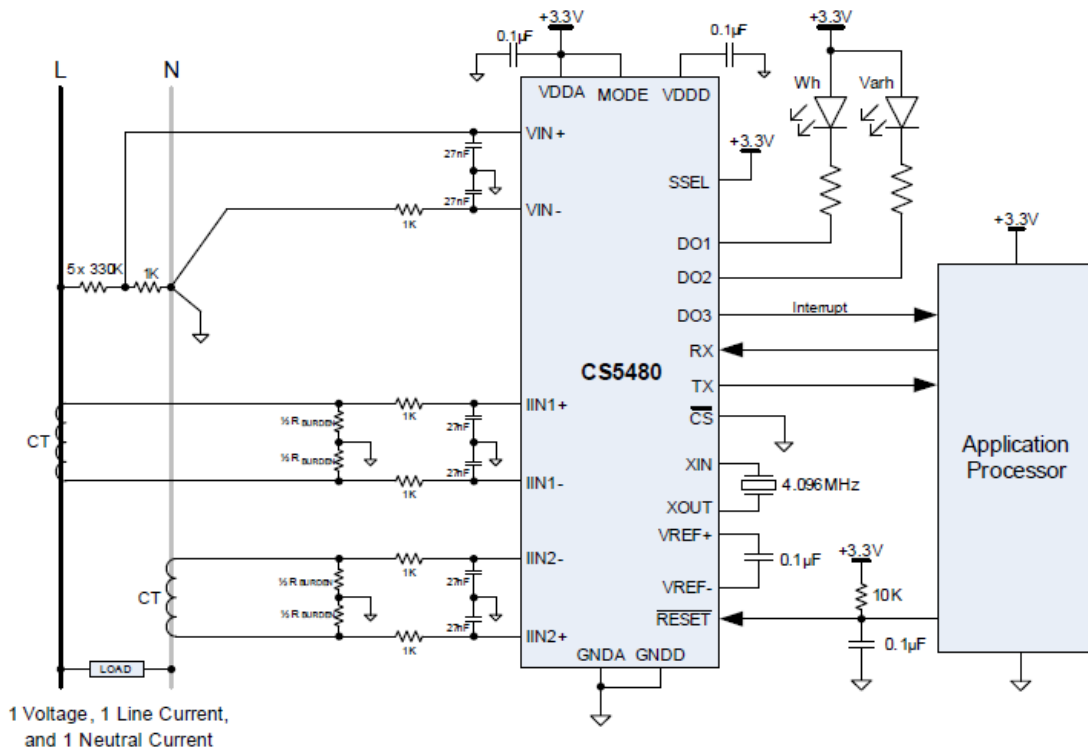 +3.3V
+3.3V
0.1µF
0.1µF
L
N
Wh
Varh
VDDA
MODE
VDDD
VIN+
27nF
+3.3V
SSEL
27nF
VIN-
1K
+3.3V
DO1
5 x 330K
1K
DO2
DO3
Interrupt
RX
CS5480
TX
IIN1+
1K
½ R BURDEN
27nF
CS
CT
Application
Processor
½ R BURDEN
27nF
XIN
IIN1-
1K
4.096MHz
XOUT
VREF+
IIN2-
1K
+3.3V
0.1µF
½ R BURDEN
27nF
VREF-
CT
10K
½ R BURDEN
27nF
RESET
IIN2+
1K
0.1µF
GNDA
GNDD
LOAD
1 Voltage, 1 Line Current,
and 1 Neutral Current